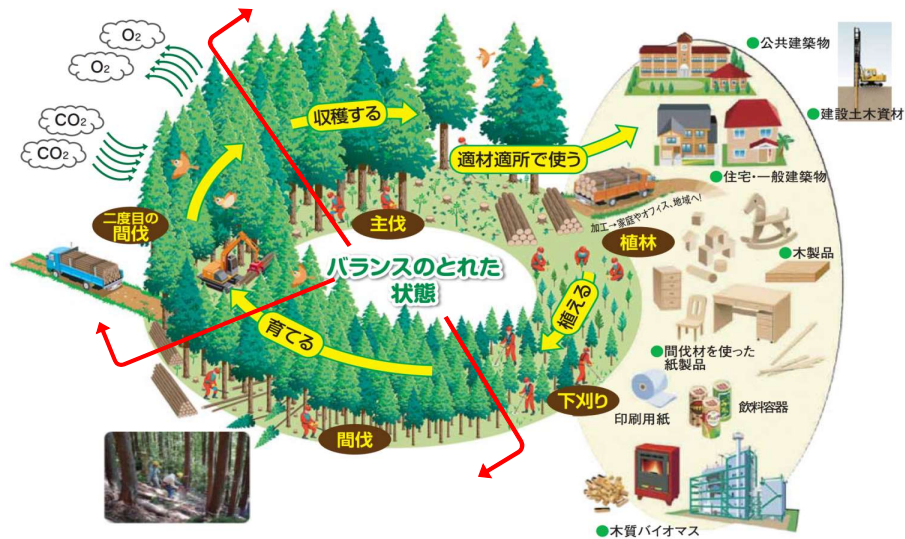 O₂
O₂
CO₂
CO₂
収穫する
適材適所で使う
二度目の
間伐
主伐
バランスのとれた
状態
育てる
間伐
植林
植える
下刈り
加工→家庭やオフィス、地域へ!
●公共建築物
●建設土木資材
●住宅・一般建築物
●木製品
●間伐材を使った
紙製品
印刷用紙
飲料容器
●木質バイオマス